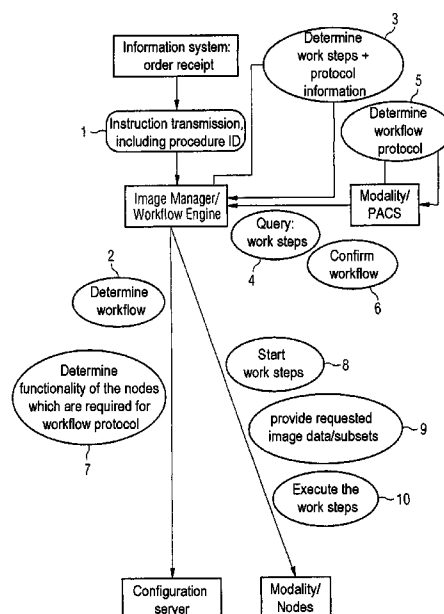 3
Determine
work steps +
protocol
information
Information system:
order receipt
5
Determine
workflow
protocol
1
Instruction transmission,
including procedure ID
Image Manager/
Workflow Engine
Modality/
PACS
Query:
work steps
4
Confirm
workflow
6
2
Determine
workflow
Start
work steps
8
Determine
functionality of the nodes
which are required for
workflow protocol
7
provide requested
image data/subsets
9
Execute the
work steps
10
Configuration
server
Modality/
Nodes